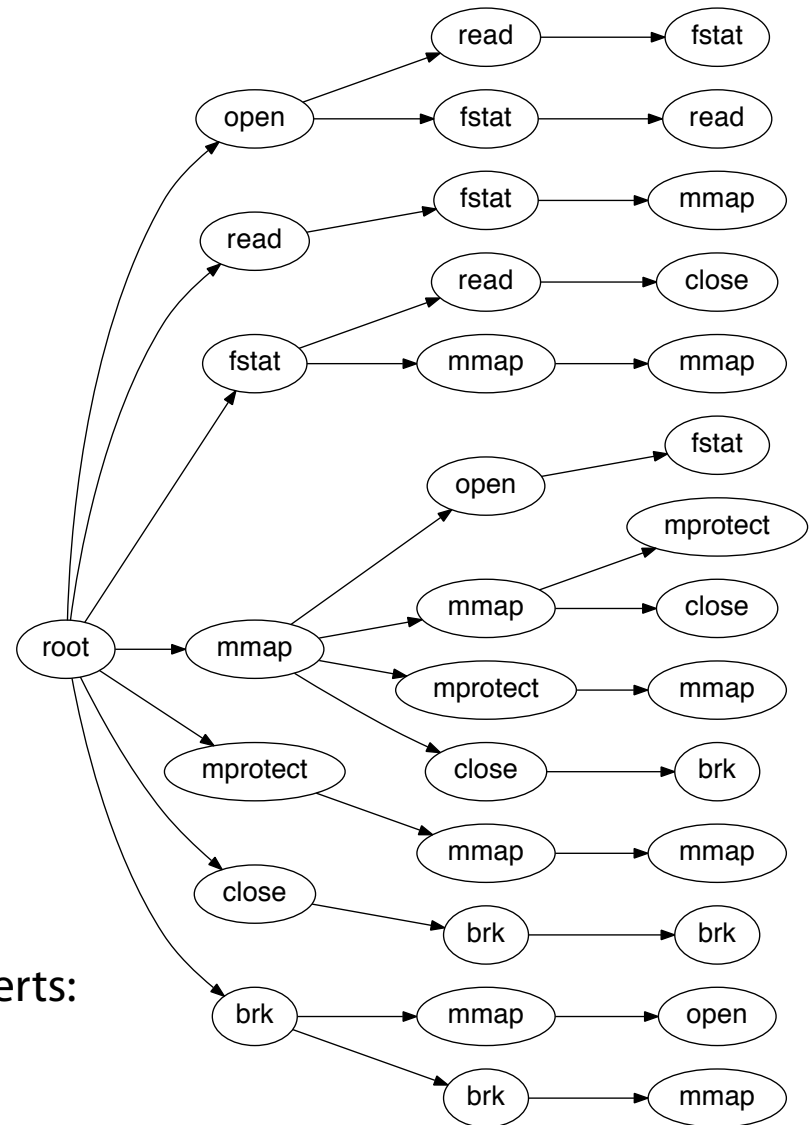 read fstat
open fstat read
fstat mmap
read
read close
fstat mmap mmap
fstat
open
mprotect
mmap close
root mmap
mprotect mmap
close brk
mprotect
mmap mmap
close
brk brk
erts:
brk mmap open
brk mmap